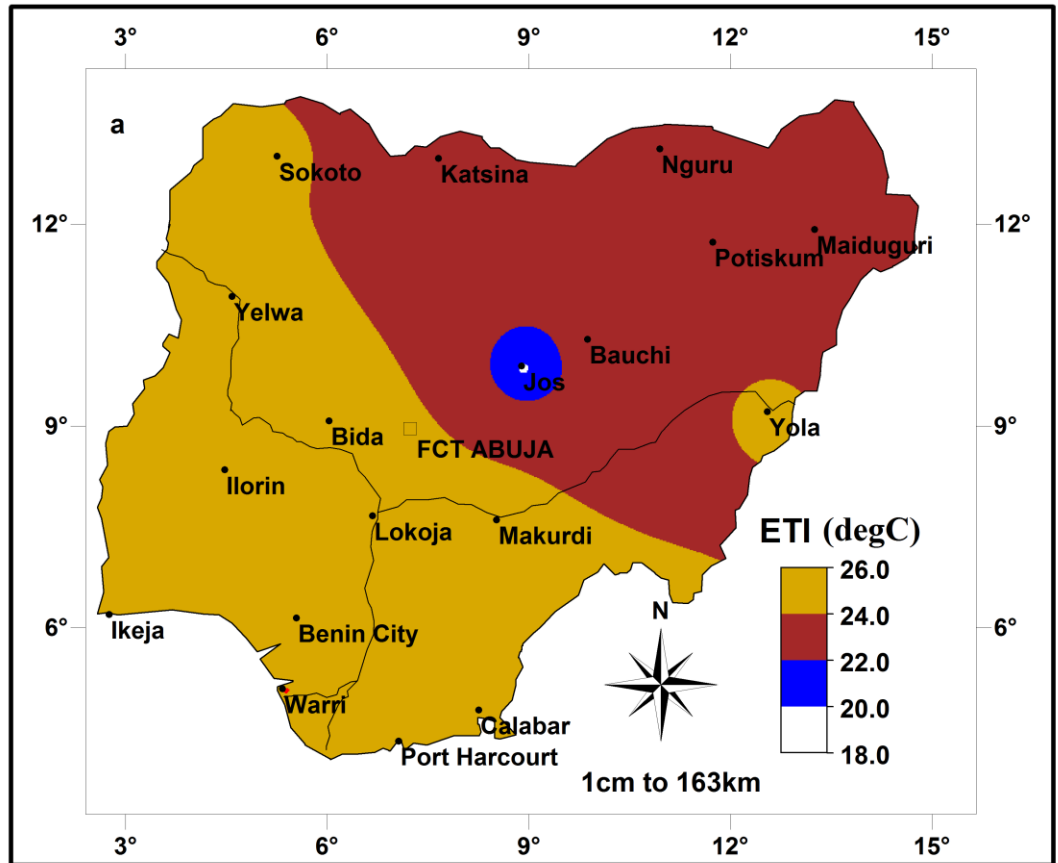 3° 6° 9° 12° 15°
a
Sokoto
Katsina
Nguru
12° 12°
Potiskum
Maiduguri
Yelwa
Bauchi
Jos
9° 9°
Bida
FCT ABUJA
Yola
Ilorin
Lokoja
Makurdi
ETI (degC)
26.0
24.0
22.0
20.0
18.0
N
6° 6°
Ikeja
Benin City
Warri
Calabar
Port Harcourt
1cm to 163km
3° 6° 9° 12° 15°